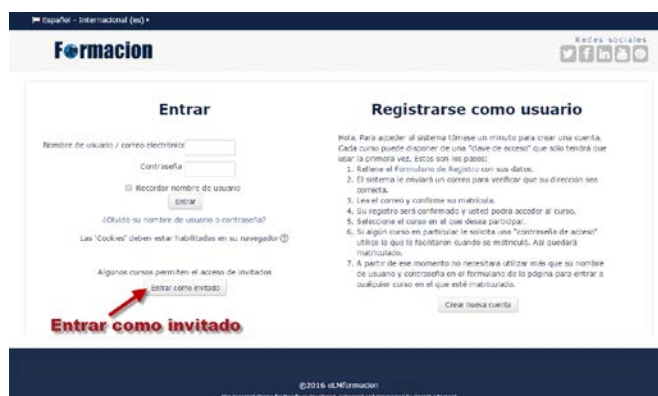 Español - Internacional (es)
Formacion
Redes sociales
Entrar
Nombre de usuario / correo electrónico
Contraseña
Recordar nombre de usuario
Entrar
¿Olvidó su nombre de usuario o contraseña?
Las 'Cookies' deben estar habilitadas en su navegador
Algunos cursos permiten el acceso de invitados
Entrar como invitado
Entrar como invitado
Registrarse como usuario
Hola. Para acceder al sistema tómese un minuto para crear una cuenta.
Cada curso puede disponer de una "clave de acceso" que sólo tendrá que
usar la primera vez. Estos son los pasos:
1. Rellene el Formulario de Registro con sus datos.
2. El sistema le enviará un correo para verificar que su dirección sea
correcta.
3. Lea el correo y confirme su matrícula.
4. Su registro será confirmado y usted podrá acceder al curso.
5. Seleccione el curso en el que desea participar.
6. Si algún curso en particular le solicita una "contraseña de acceso"
utilice la que le facilitaron cuando se matriculó. Así quedará
matriculado.
7. A partir de ese momento no necesitará utilizar más que su nombre
de usuario y contraseña en el formulario de la página para entrar a
cualquier curso en el que esté matriculado.
Crear nueva cuenta
©2016 eLMformacion